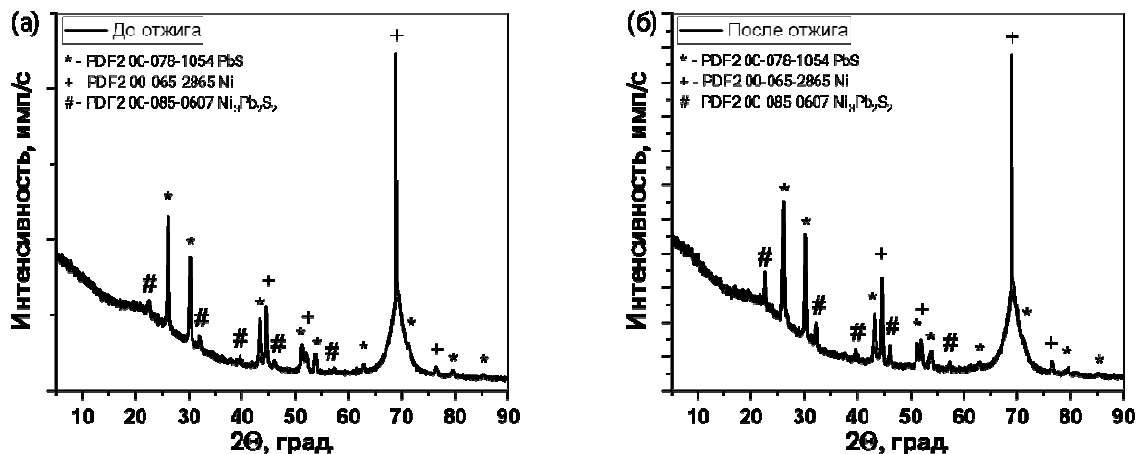 (а)
До отжига
* - PDF2 00-078-1054 PbS
+ PDF2 00 065 2865 Ni
# - PDF2 00-085-0607 Ni₃Pb₂S₂
Интенсивность, имп/с
10 20 30 40 50 60 70 80 90
2Θ, град.
(б)
После отжига
* - PDF2 00-078-1054 PbS
+ - PDF2 00-065-2865 Ni
# PDF2 00 085 0607 Ni₃Pb₂S₂
Интенсивность, имп/с
10 20 30 40 50 60 70 80 90
2Θ, град.